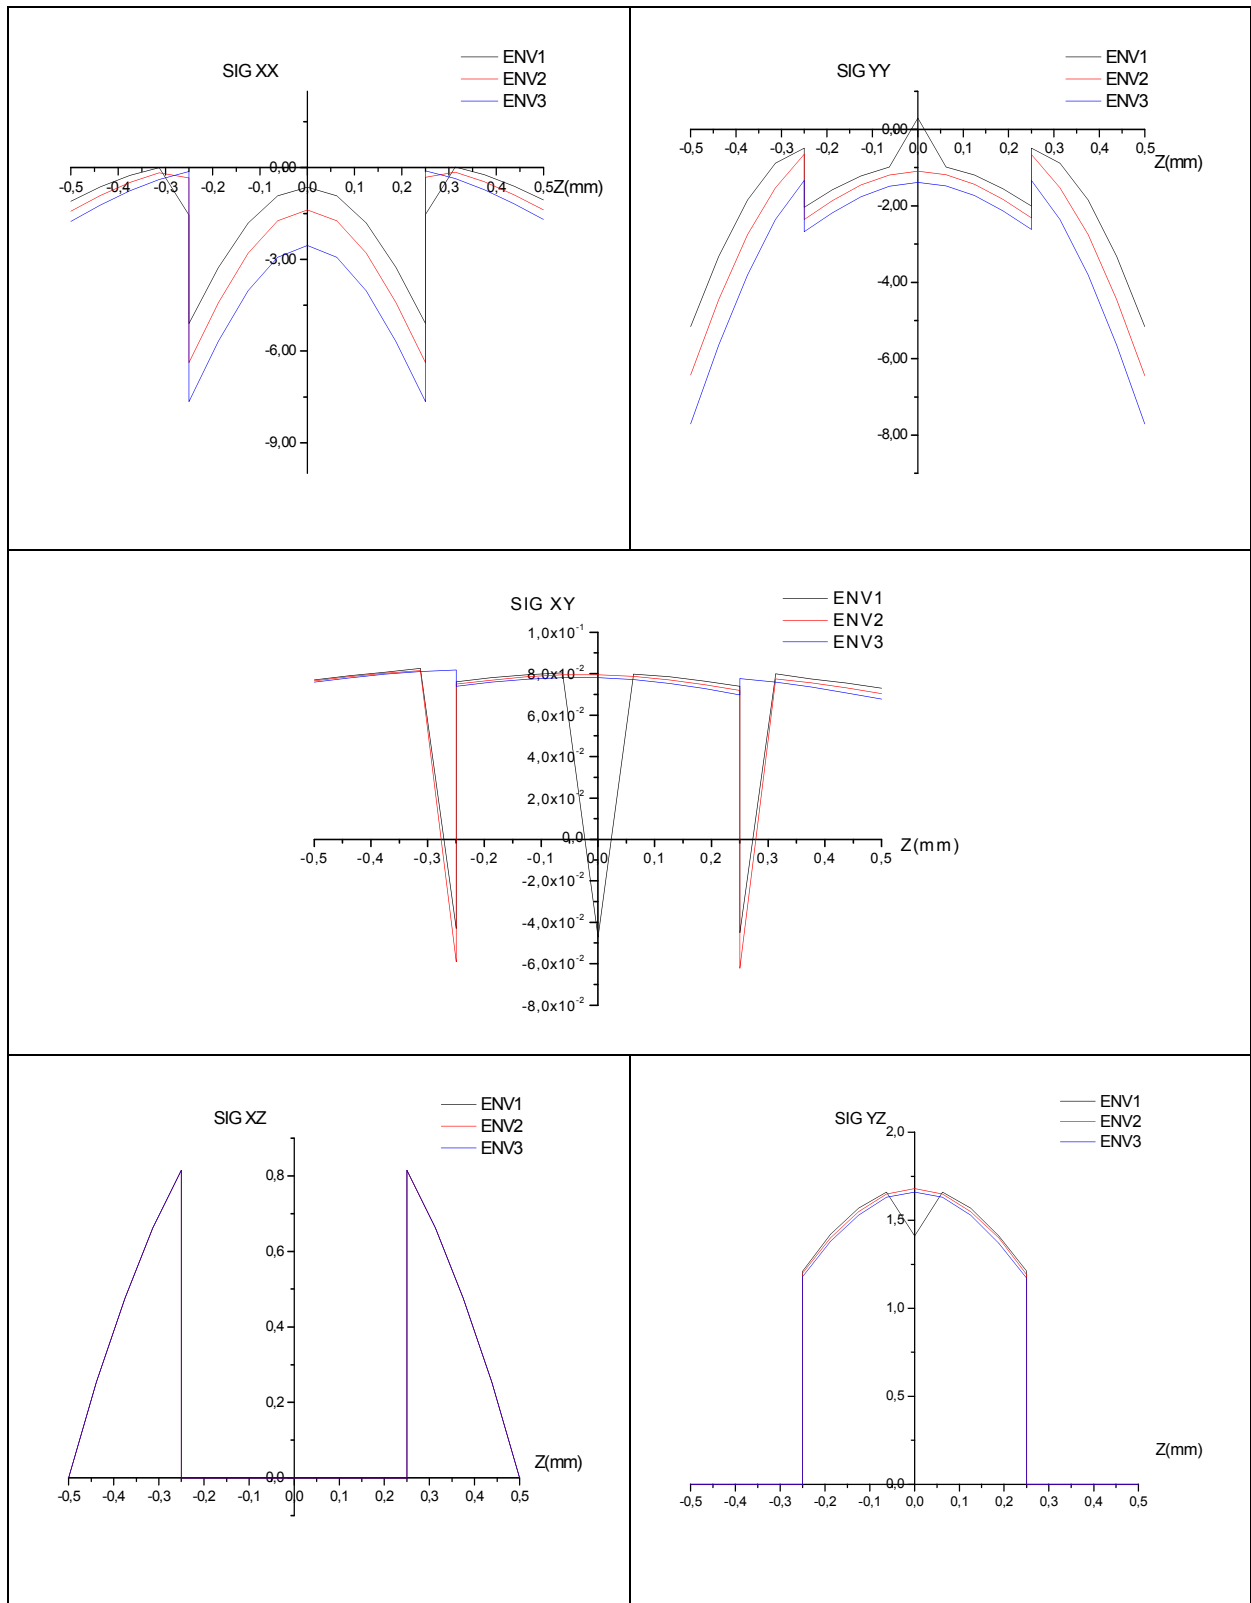 SIG XX
ENV1
ENV2
ENV3
0,00
-0,5 -0,4 -0,3 -0,2 -0,1 0,0 0,1 0,2 0,3 0,4 0,5
Z(mm)
-3,00
-6,00
-9,00
SIG YY
ENV1
ENV2
ENV3
0,00
-0,5 -0,4 -0,3 -0,2 -0,1 0,0 0,1 0,2 0,3 0,4 0,5
Z(mm)
-2,00
-4,00
-6,00
-8,00
SIG XY
ENV1
ENV2
ENV3
1,0x10⁻¹
8,0x10⁻²
6,0x10⁻²
4,0x10⁻²
2,0x10⁻²
0,0
Z(mm)
-0,5 -0,4 -0,3 -0,2 -0,1 0,0 0,1 0,2 0,3 0,4 0,5
-2,0x10⁻²
-4,0x10⁻²
-6,0x10⁻²
-8,0x10⁻²
SIG XZ
ENV1
ENV2
ENV3
0,8
0,6
0,4
0,2
0,0
Z(mm)
-0,5 -0,4 -0,3 -0,2 -0,1 0,0 0,1 0,2 0,3 0,4 0,5
SIG YZ
ENV1
ENV2
ENV3
2,0
1,5
1,0
0,5
Z(mm)
0,0
-0,5 -0,4 -0,3 -0,2 -0,1 0,0 0,1 0,2 0,3 0,4 0,5